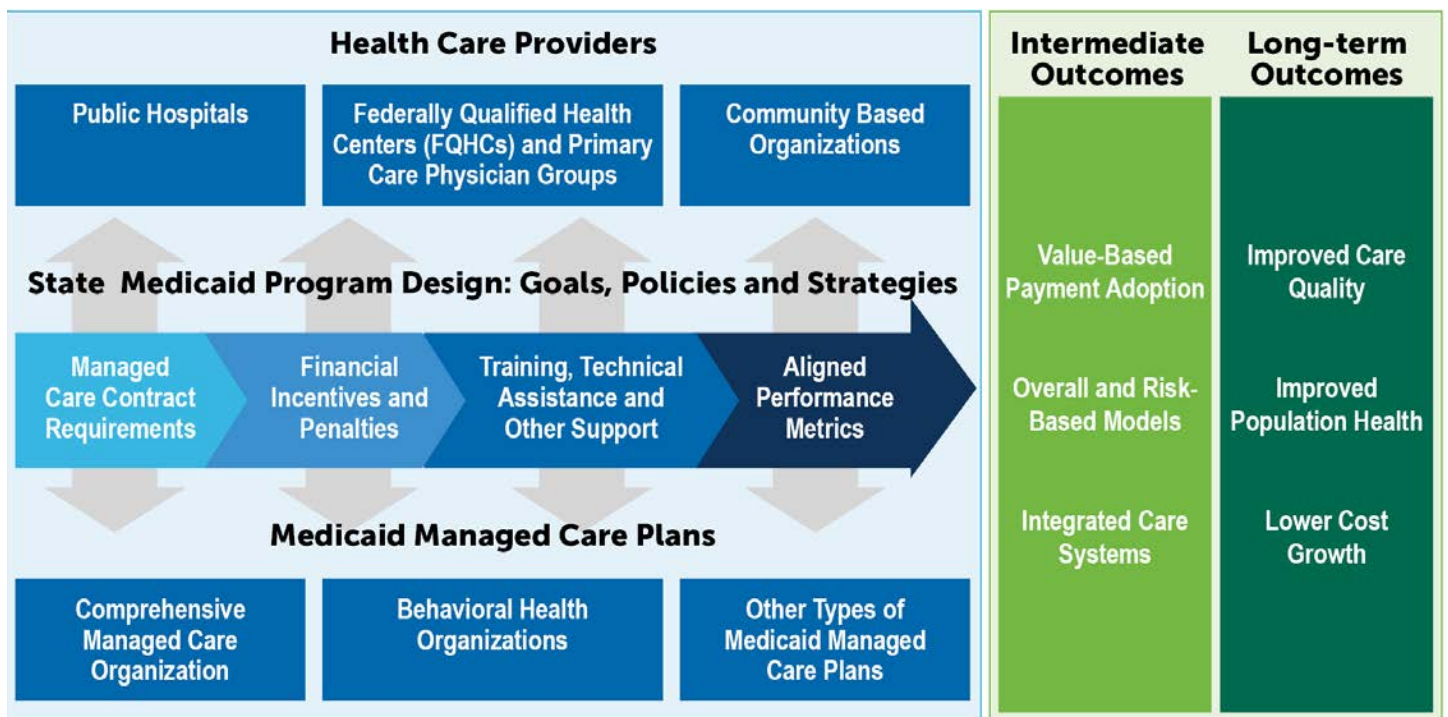 Health Care Providers
Public Hospitals
Federally Qualified Health
Centers (FQHCs) and Primary
Care Physician Groups
Community Based
Organizations
State Medicaid Program Design: Goals, Policies and Strategies
Managed
Care Contract
Requirements
Financial
Incentives and
Penalties
Training, Technical
Assistance and
Other Support
Aligned
Performance
Metrics
Medicaid Managed Care Plans
Comprehensive
Managed Care
Organization
Behavioral Health
Organizations
Other Types of
Medicaid Managed
Care Plans
Intermediate
Outcomes
Value-Based
Payment Adoption
Overall and Risk-
Based Models
Integrated Care
Systems
Long-term
Outcomes
Improved Care
Quality
Improved
Population Health
Lower Cost
Growth